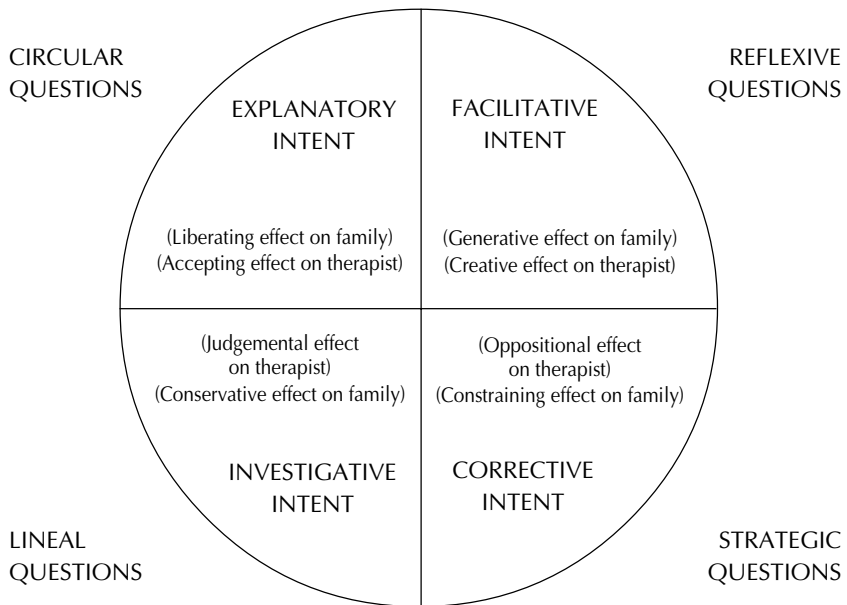 CIRCULAR
QUESTIONS
REFLEXIVE
QUESTIONS
EXPLANATORY
INTENT
FACILITATIVE
INTENT
(Liberating effect on family)
(Accepting effect on therapist)
(Generative effect on family)
(Creative effect on therapist)
(Judgemental effect
on therapist)
(Conservative effect on family)
(Oppositional effect
on therapist)
(Constraining effect on family)
INVESTIGATIVE
INTENT
CORRECTIVE
INTENT
LINEAL
QUESTIONS
STRATEGIC
QUESTIONS